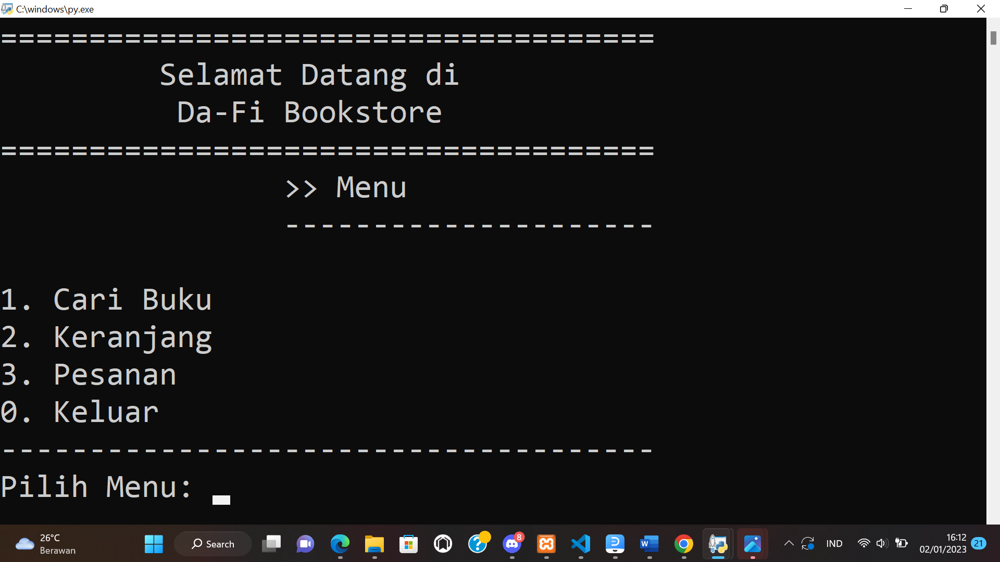 C:\windows\py.exe
=====================================
Selamat Datang di
Da-Fi Bookstore
=====================================
>> Menu
---------------------
1. Cari Buku
2. Keranjang
3. Pesanan
0. Keluar
-------------------------------------
Pilih Menu:
26°C
Berawan
Search
8
IND
16:12
02/01/2023
21